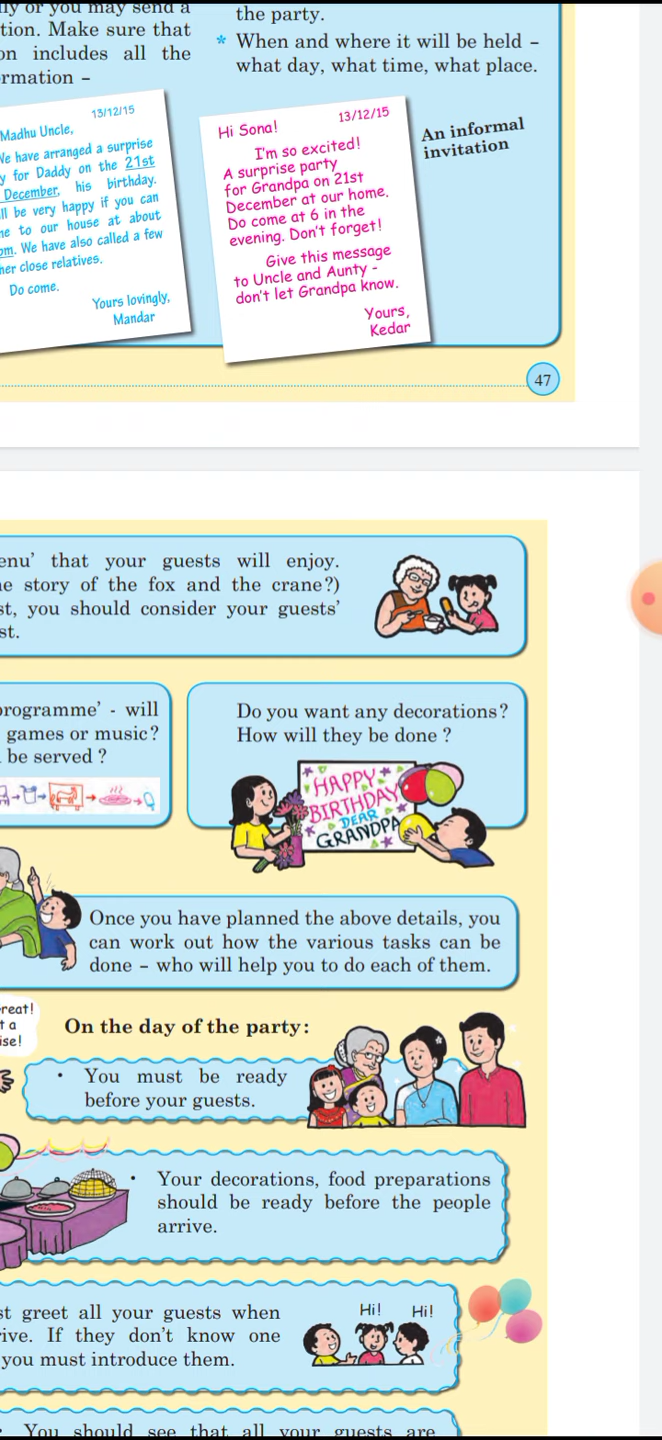 lly or you may send a
tion. Make sure that
on includes all the
rmation –
the party.
* When and where it will be held –
what day, what time, what place.
13/12/15
Madhu Uncle,
We have arranged a surprise
y for Daddy on the 21st
December, his birthday.
ll be very happy if you can
me to our house at about
pm. We have also called a few
her close relatives.
Do come.
Yours lovingly,
Mandar
13/12/15
Hi Sona!
I'm so excited!
A surprise party
for Grandpa on 21st
December at our home.
Do come at 6 in the
evening. Don't forget!
Give this message
to Uncle and Aunty -
don't let Grandpa know.
Yours,
Kedar
An informal
invitation
47
enu' that your guests will enjoy.
e story of the fox and the crane?)
st, you should consider your guests'
st.
programme' - will
games or music?
be served ?
Do you want any decorations?
How will they be done ?
HAPPY
BIRTHDAY
DEAR
GRANDPA
Once you have planned the above details, you
can work out how the various tasks can be
done – who will help you to do each of them.
reat!
t a
ise!
On the day of the party:
• You must be ready
before your guests.
• Your decorations, food preparations
should be ready before the people
arrive.
st greet all your guests when
ive. If they don't know one
you must introduce them.
Hi! Hi!
You should see that all your guests are